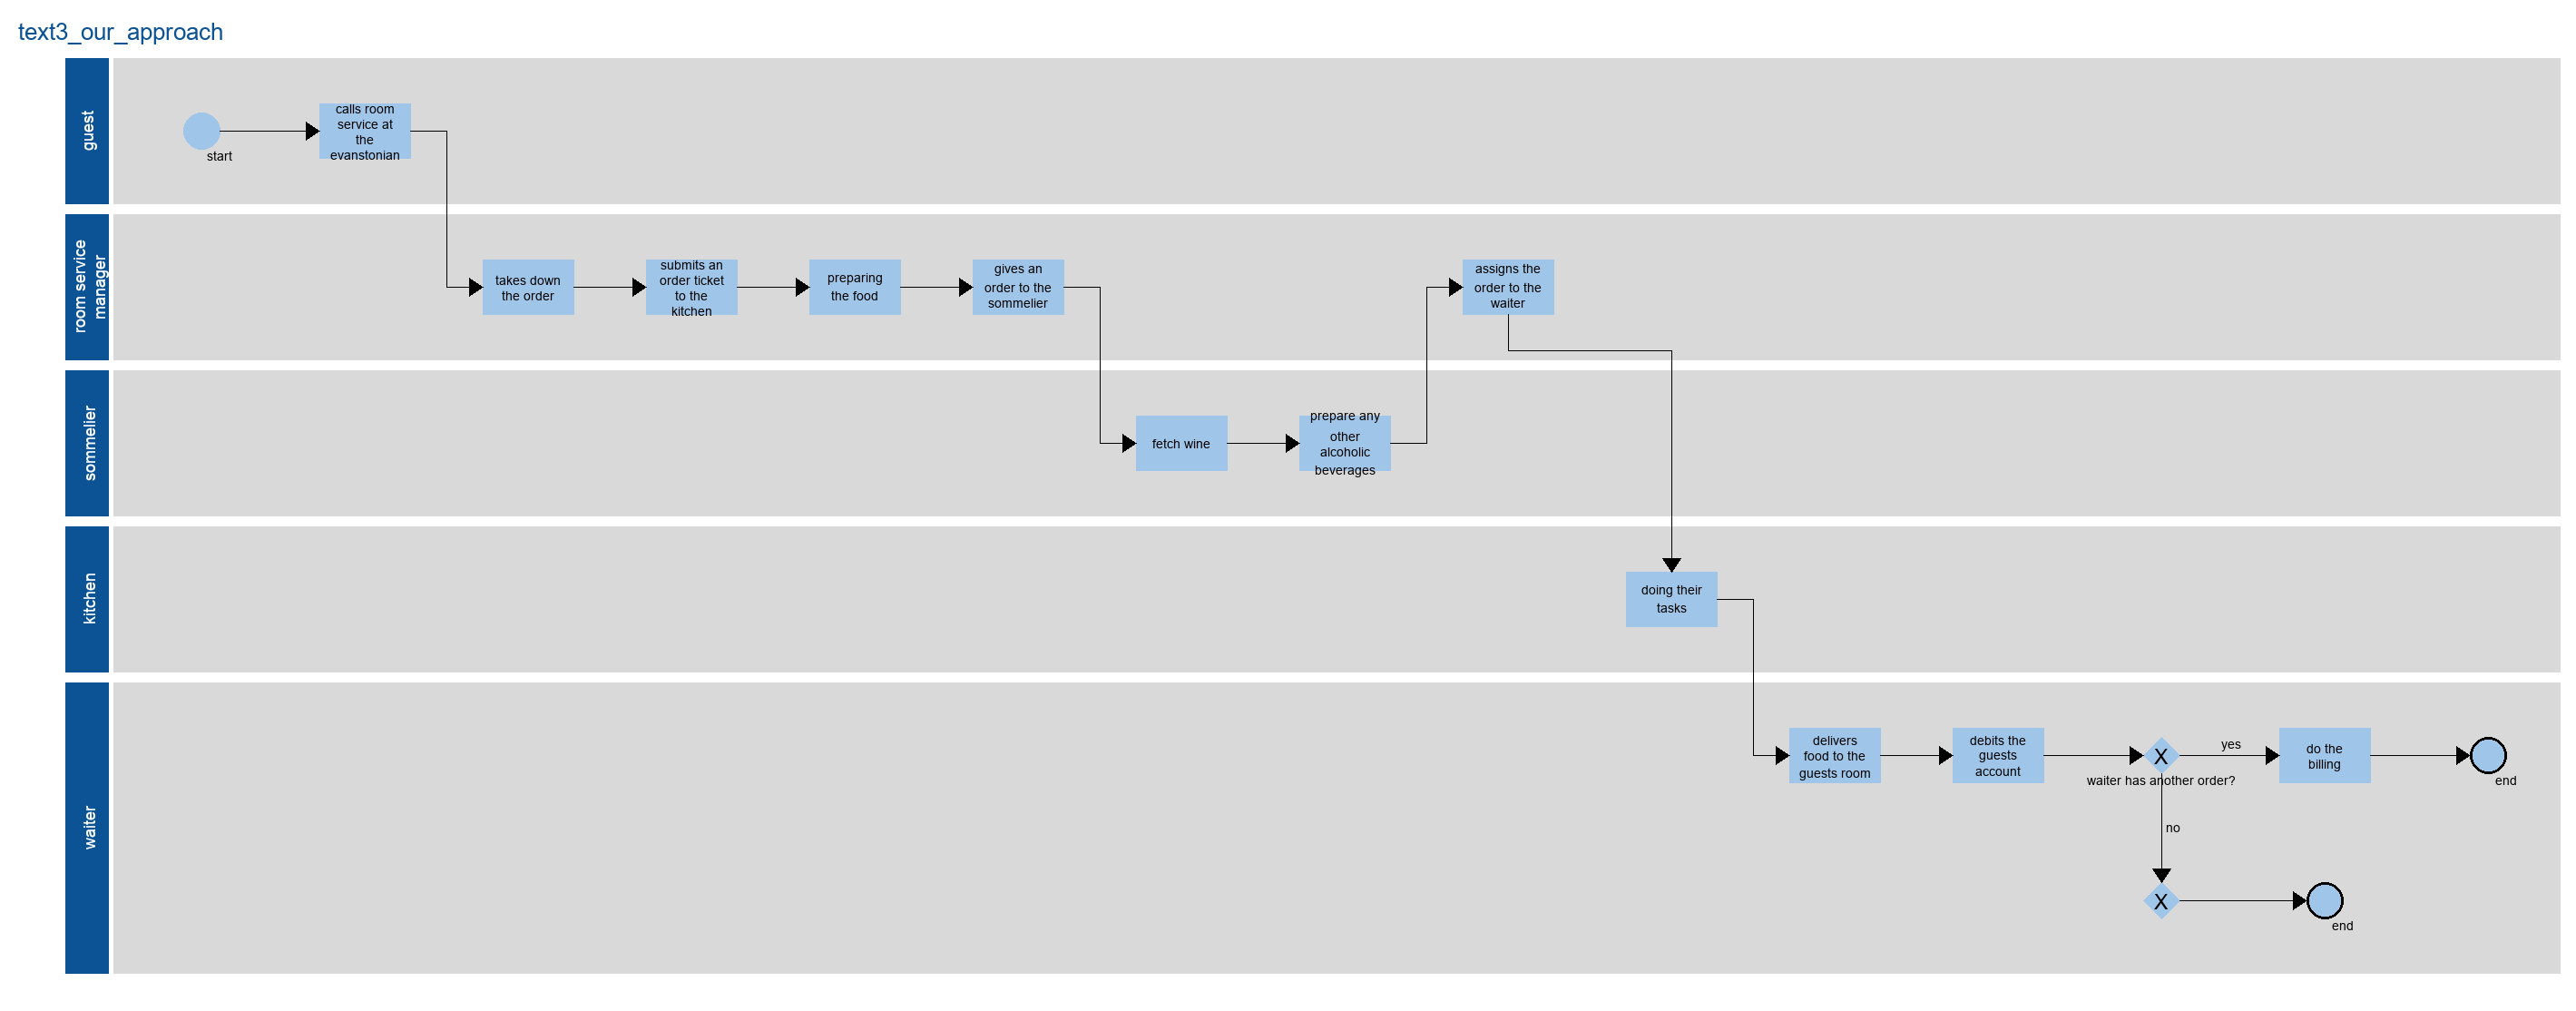 text3_our_approach
guest
start
calls room
service at
the
evanstonian
room service
manager
takes down
the order
submits an
order ticket
to the
kitchen
preparing
the food
gives an
order to the
sommelier
assigns the
order to the
waiter
sommelier
fetch wine
prepare any
other
alcoholic
beverages
kitchen
doing their
tasks
waiter
delivers
food to the
guests room
debits the
guests
account
X
waiter has another order?
yes
do the
billing
end
no
X
end